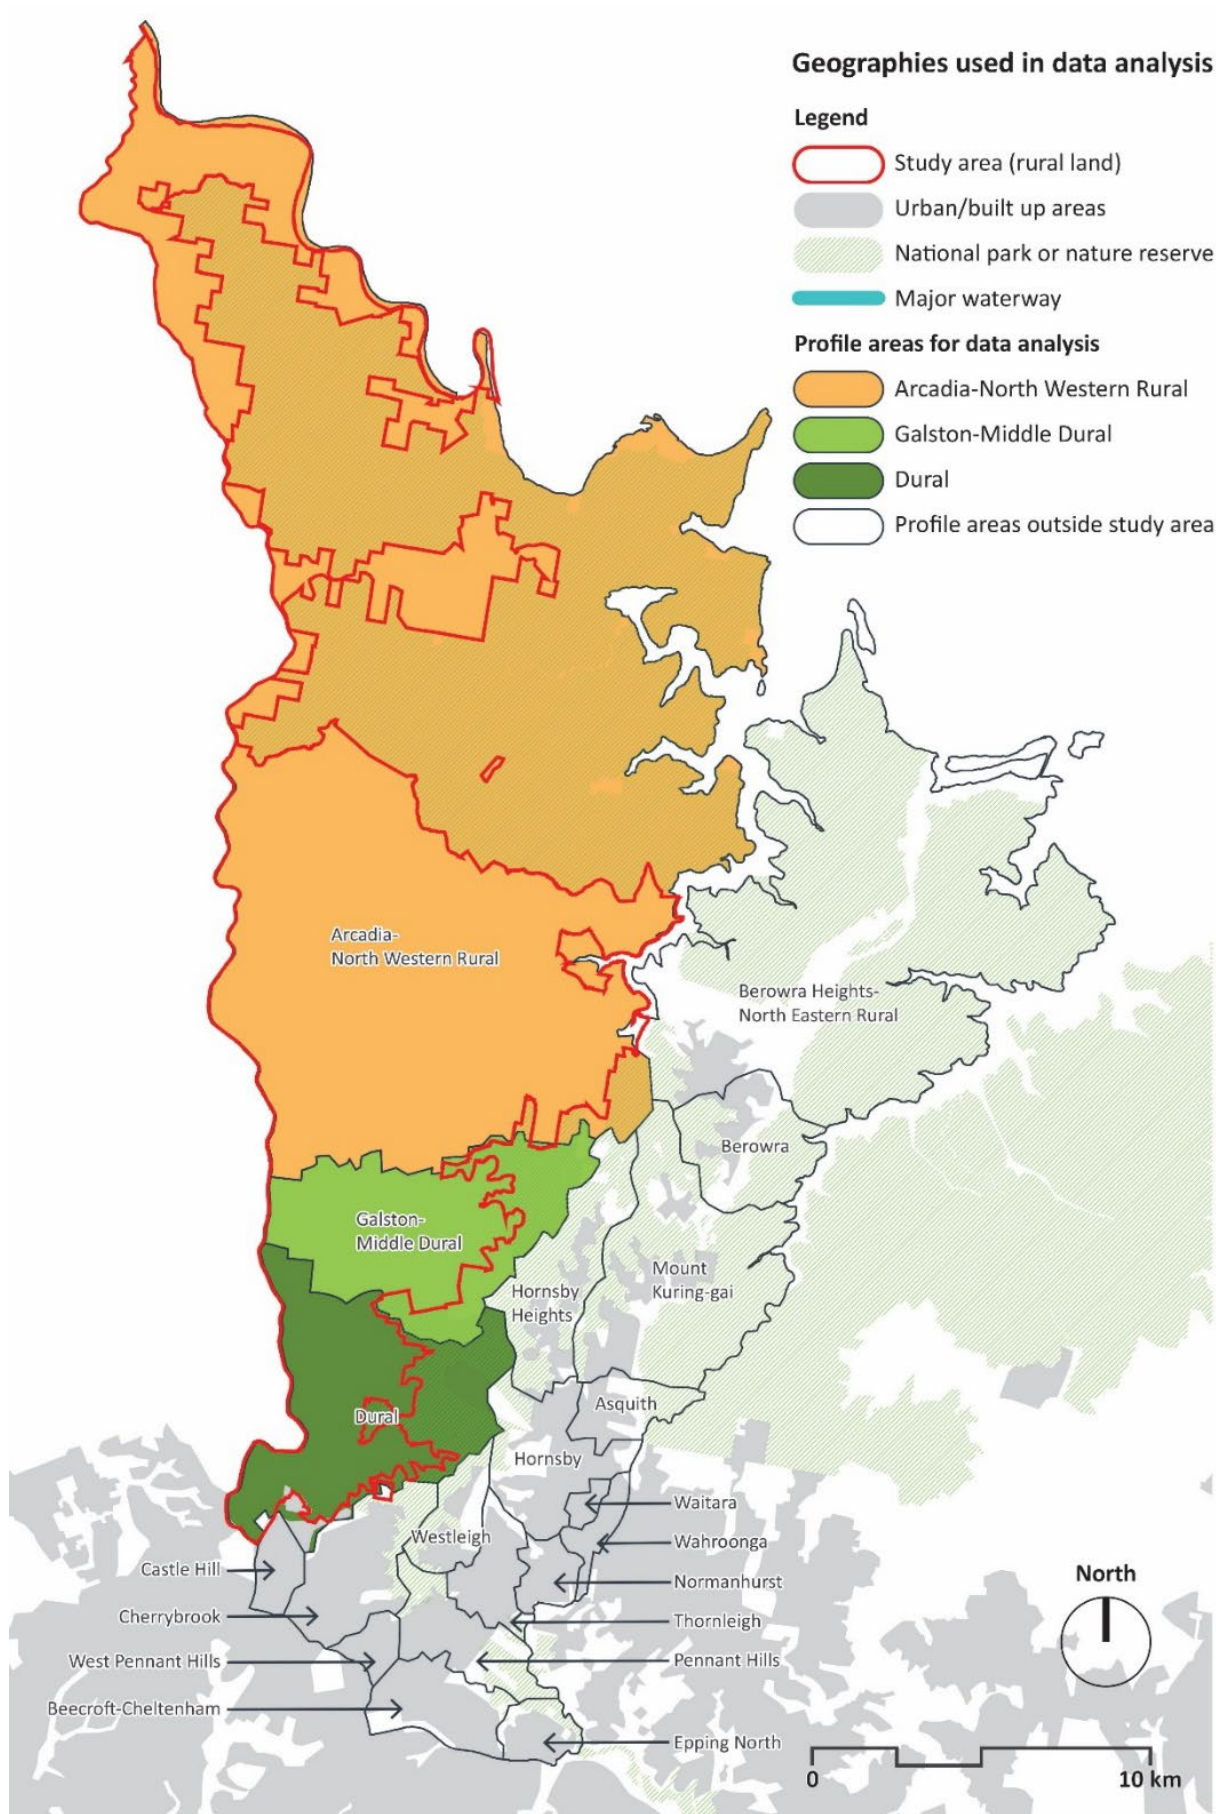 Geographies used in data analysis
Legend
Study area (rural land)
Urban/built up areas
National park or nature reserve
Major waterway
Profile areas for data analysis
Arcadia-North Western Rural
Galston-Middle Dural
Dural
Profile areas outside study area
Arcadia-
North Western Rural
Berowra Heights-
North Eastern Rural
Berowra
Galston-
Middle Dural
Mount
Kuring-gai
Hornsby
Heights
Asquith
Dural
Hornsby
Waitara
Westleigh
Wahroonga
Castle Hill
Normanhurst
Cherrybrook
Thornleigh
West Pennant Hills
Pennant Hills
Beecroft-Cheltenham
Epping North
North
0 10 km